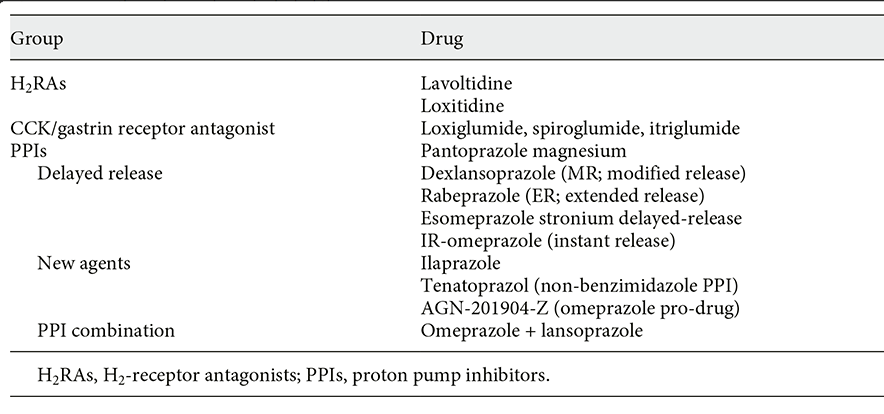 Group Drug
H₂RAs Lavoltidine
Loxitidine
CCK/gastrin receptor antagonist Loxiglumide, spiroglumide, itriglumide
PPIs Pantoprazole magnesium
Delayed release Dexlansoprazole (MR; modified release)
Rabeprazole (ER; extended release)
Esomeprazole stronium delayed-release
IR-omeprazole (instant release)
New agents Ilaprazole
Tenatoprazol (non-benzimidazole PPI)
AGN-201904-Z (omeprazole pro-drug)
PPI combination Omeprazole + lansoprazole
H₂RAs, H₂-receptor antagonists; PPIs, proton pump inhibitors.